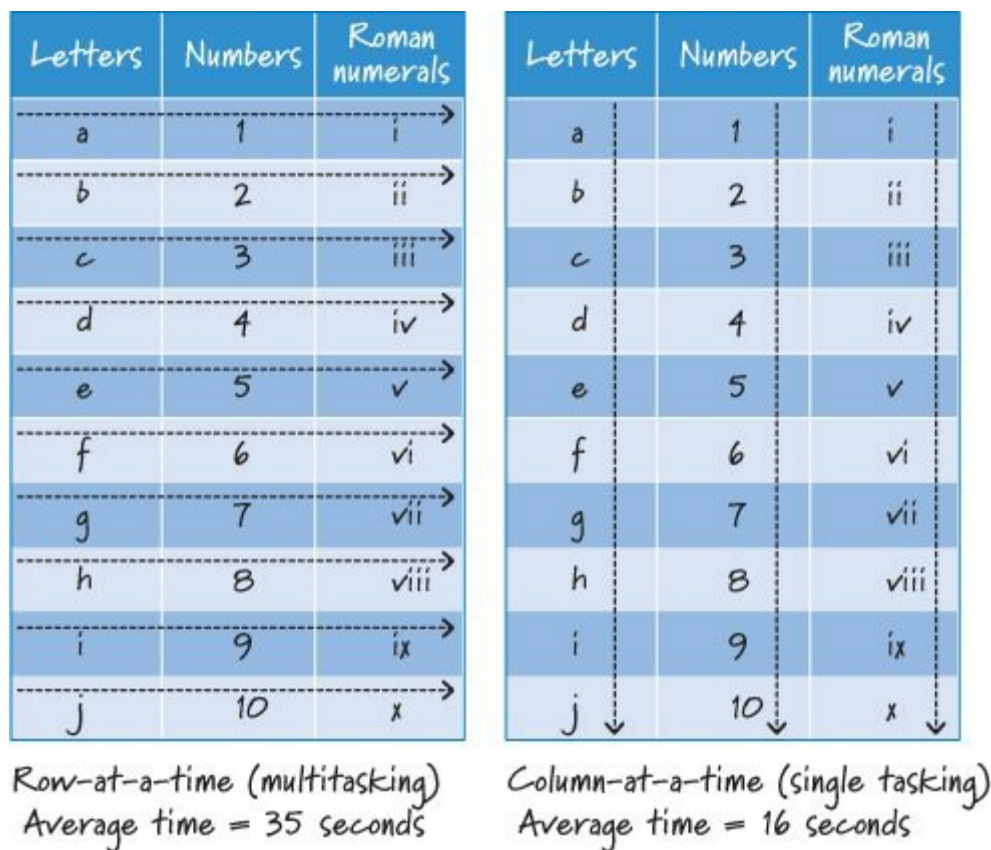 Letters Numbers Roman numerals
a 1 i
b 2 ii
c 3 iii
d 4 iv
e 5 v
f 6 vi
g 7 vii
h 8 viii
i 9 ix
j 10 x
Row-at-a-time (multitasking)
Average time = 35 seconds
Letters Numbers Roman numerals
a 1 i
b 2 ii
c 3 iii
d 4 iv
e 5 v
f 6 vi
g 7 vii
h 8 viii
i 9 ix
j 10 x
Column-at-a-time (single tasking)
Average time = 16 seconds